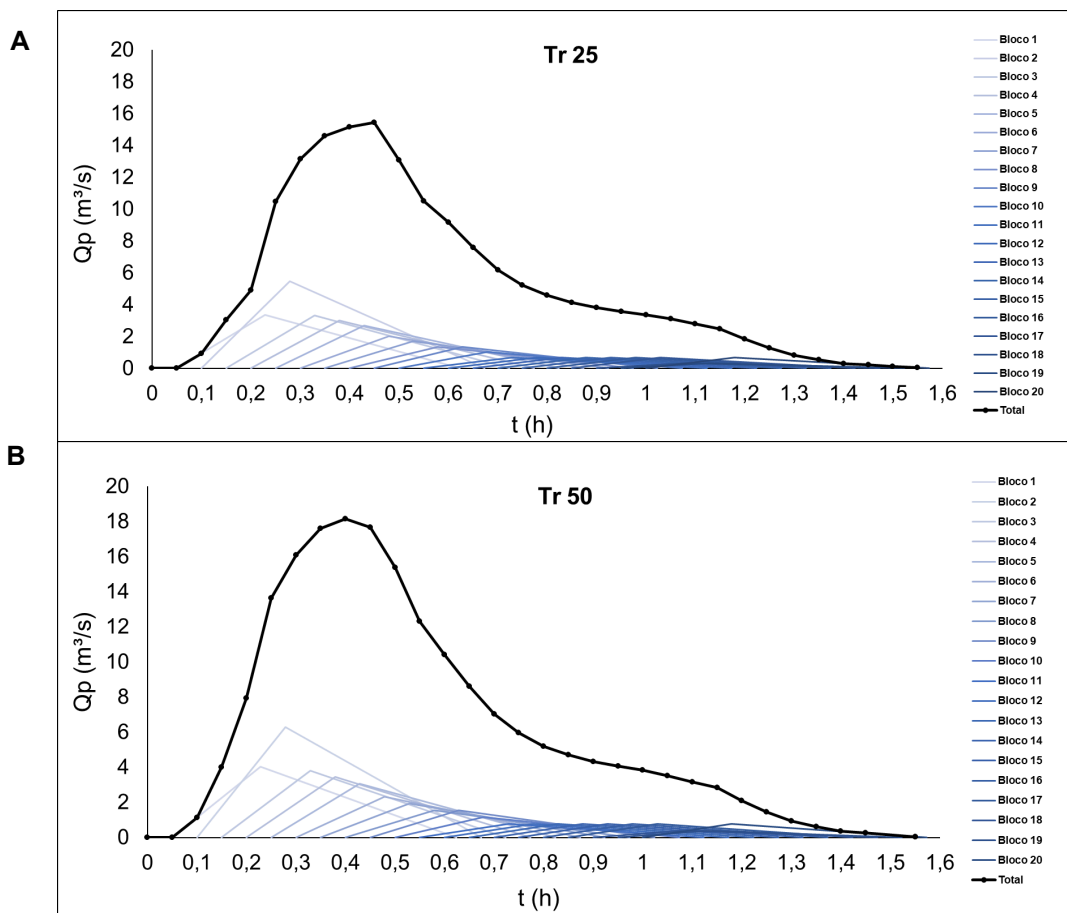 A
Tr 25
20
18
16
14
12
10
8
6
4
2
0
Qp (m³/s)
0 0,1 0,2 0,3 0,4 0,5 0,6 0,7 0,8 0,9 1 1,1 1,2 1,3 1,4 1,5 1,6
t (h)
Bloco 1
Bloco 2
Bloco 3
Bloco 4
Bloco 5
Bloco 6
Bloco 7
Bloco 8
Bloco 9
Bloco 10
Bloco 11
Bloco 12
Bloco 13
Bloco 14
Bloco 15
Bloco 16
Bloco 17
Bloco 18
Bloco 19
Bloco 20
Total
B
Tr 50
20
18
16
14
12
10
8
6
4
2
0
Qp (m³/s)
0 0,1 0,2 0,3 0,4 0,5 0,6 0,7 0,8 0,9 1 1,1 1,2 1,3 1,4 1,5 1,6
t (h)
Bloco 1
Bloco 2
Bloco 3
Bloco 4
Bloco 5
Bloco 6
Bloco 7
Bloco 8
Bloco 9
Bloco 10
Bloco 11
Bloco 12
Bloco 13
Bloco 14
Bloco 15
Bloco 16
Bloco 17
Bloco 18
Bloco 19
Bloco 20
Total